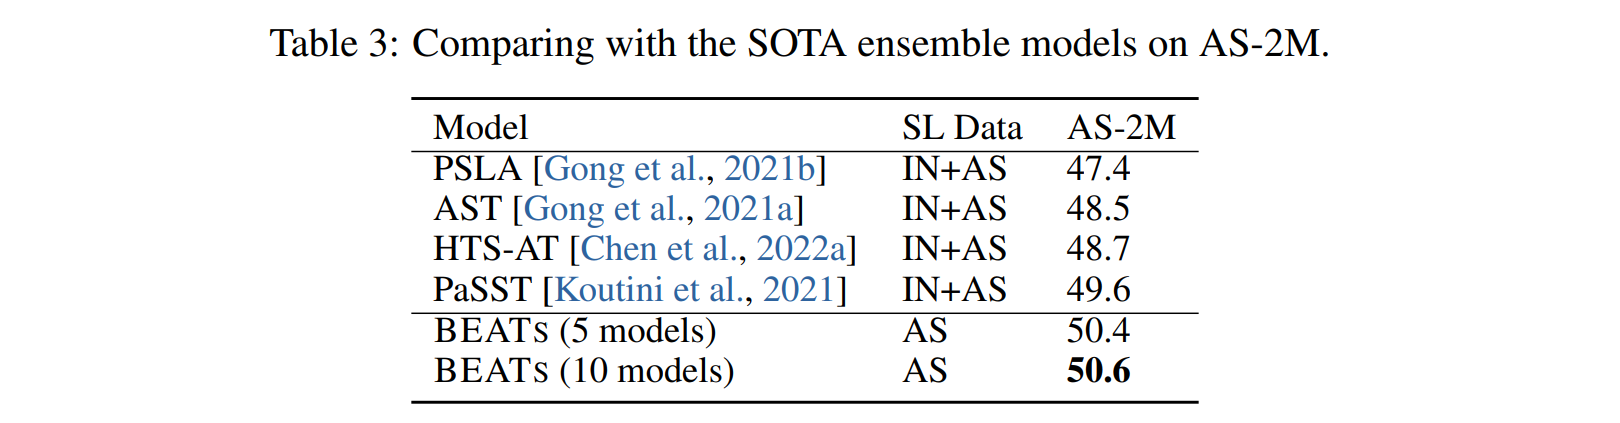 Table 3: Comparing with the SOTA ensemble models on AS-2M.
Model SL Data AS-2M
PSLA [Gong et al., 2021b] IN+AS 47.4
AST [Gong et al., 2021a] IN+AS 48.5
HTS-AT [Chen et al., 2022a] IN+AS 48.7
PaSST [Koutini et al., 2021] IN+AS 49.6
BEATS (5 models) AS 50.4
BEATS (10 models) AS 50.6